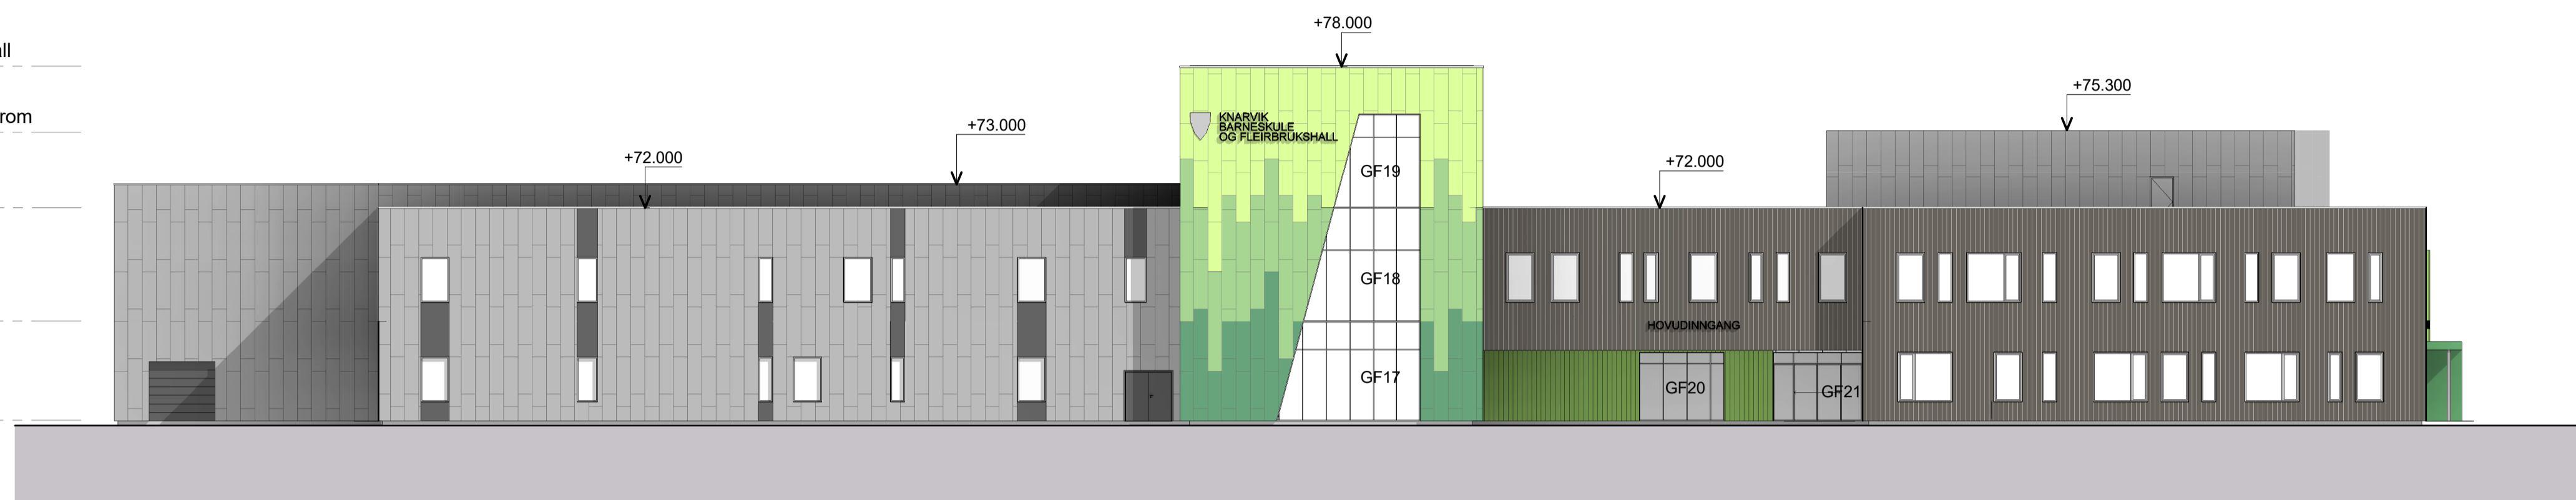 all
rom
+78.000
+75.300
+73.000
+72.000
+72.000
KNARVIK
BARNESKULE
OG FLEIRBRUKSHALL
GF19
GF18
GF17
HOVUDINNGANG
GF20
GF21